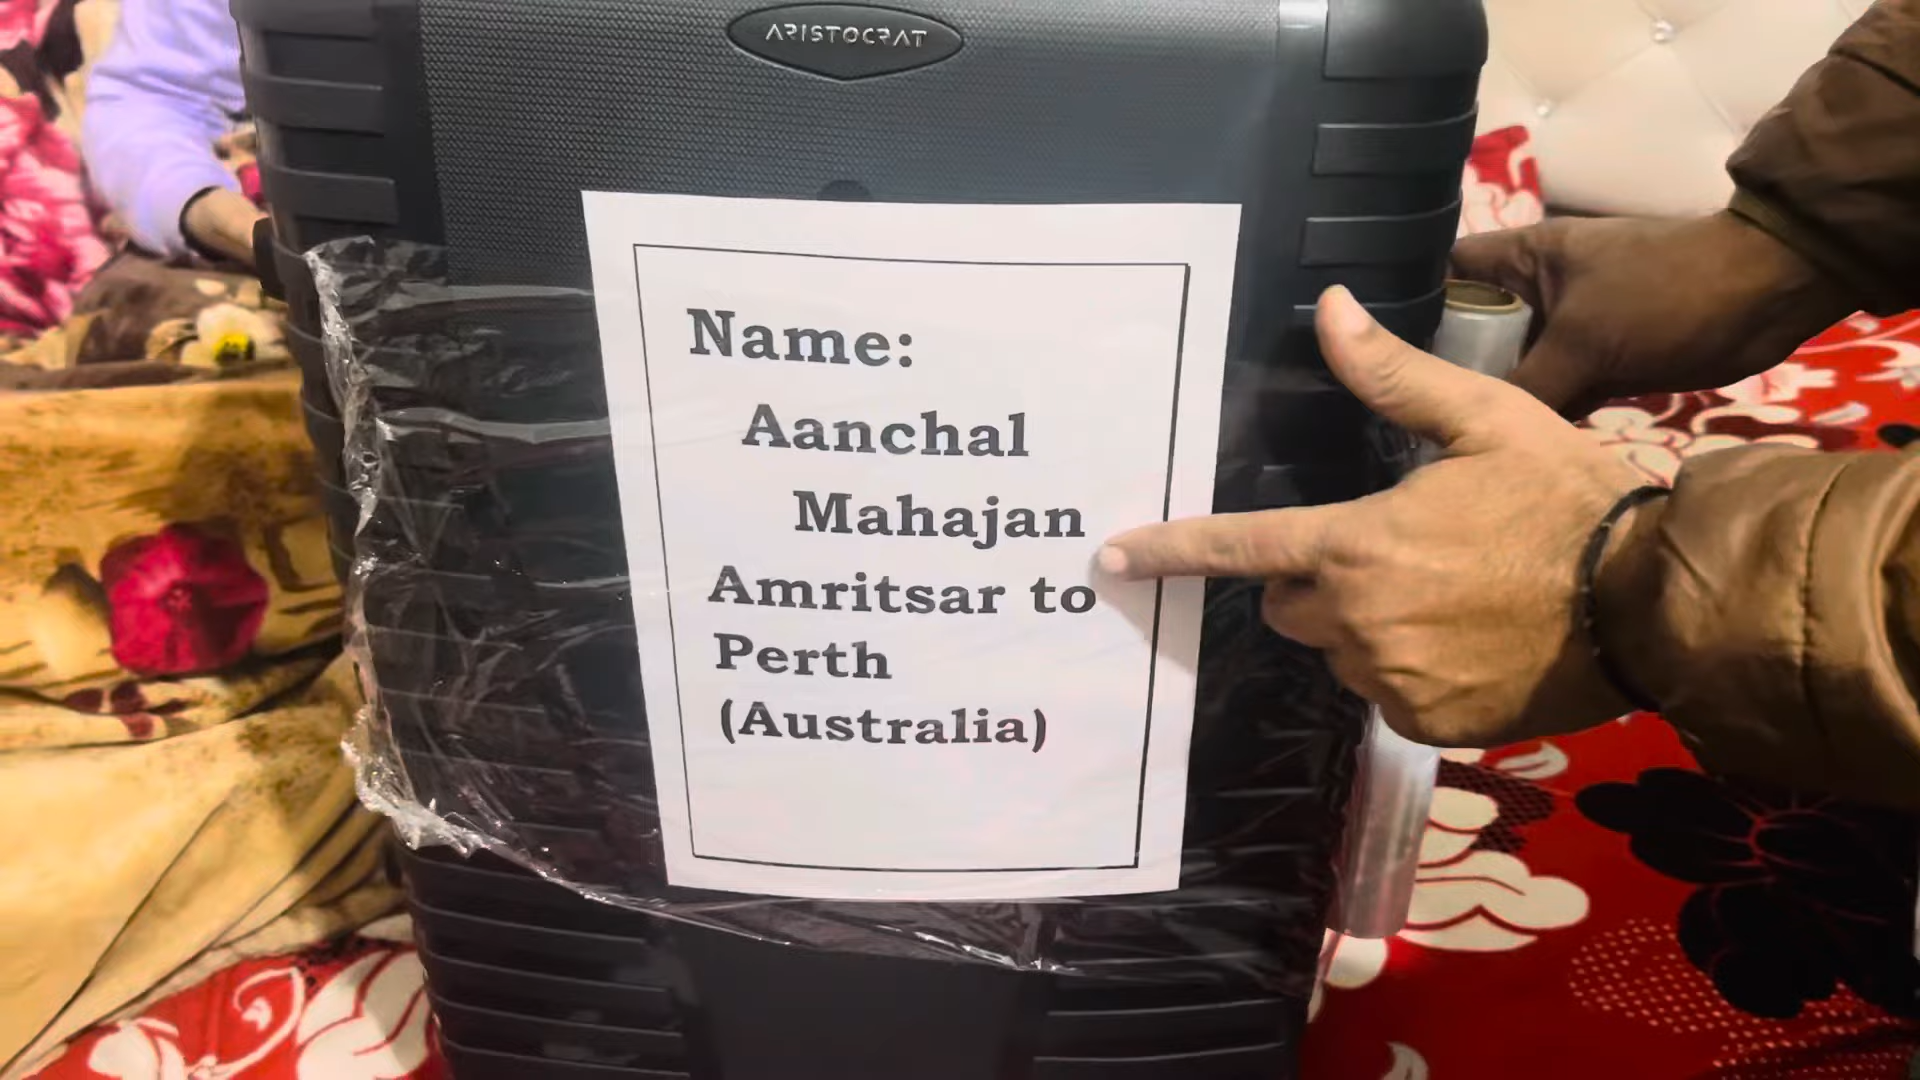 ARISTOCRAT
Name:
Aanchal
Mahajan
Amritsar to
Perth
(Australia)